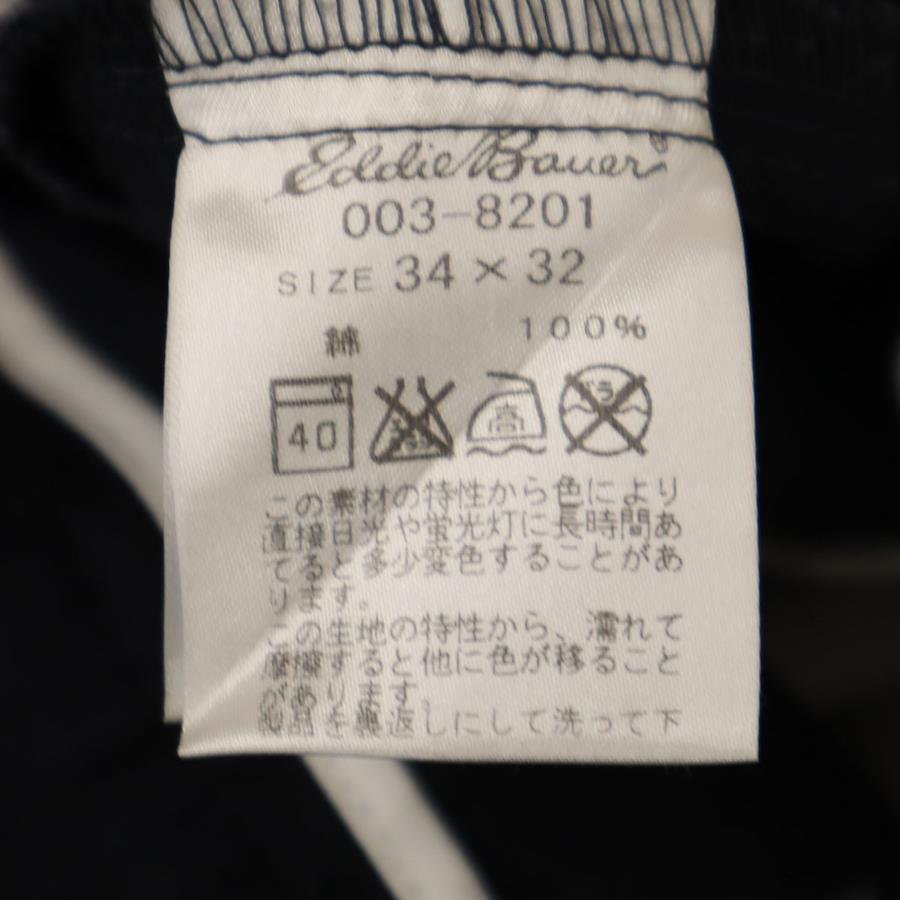 Eddie Bauer®
003-8201
SIZE 34×32
綿 100%
40 高
この素材の特性から色により
直接日光や蛍光灯に長時間あ
てると多少変色することがあ
ります。
この生地の特性から、濡れて
摩擦すると他に色が移ること
があります。
品を裏返しにして洗って下